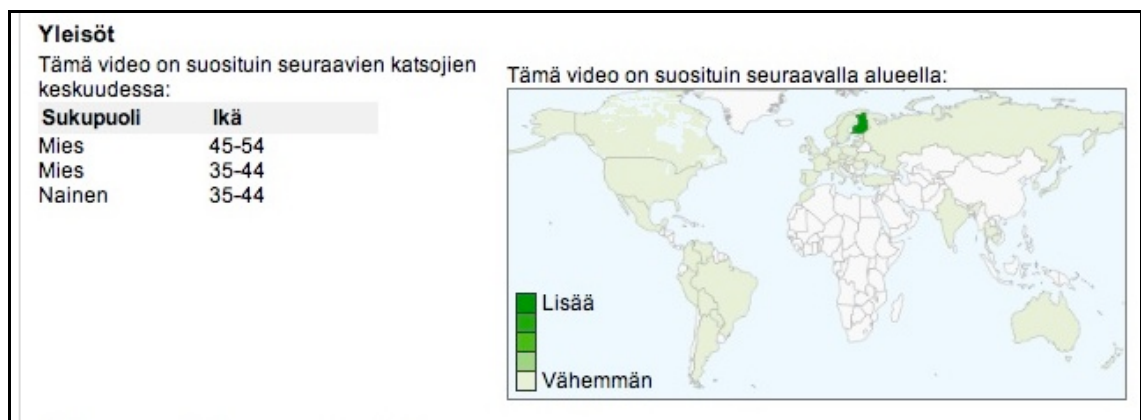 Yleisöt
Tämä video on suosituin seuraavien katsojien
keskuudessa:
Sukupuoli Ikä
Mies 45-54
Mies 35-44
Nainen 35-44
Tämä video on suosituin seuraavalla alueella:
Lisää
Vähemmän